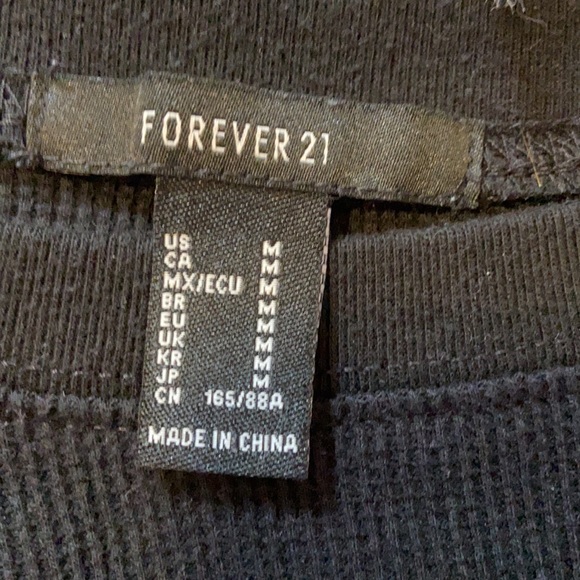 FOREVER 21
US M
CA M
MX/ECU M
BR M
EU M
UK M
KR M
JP M
CN 165/88A
MADE IN CHINA